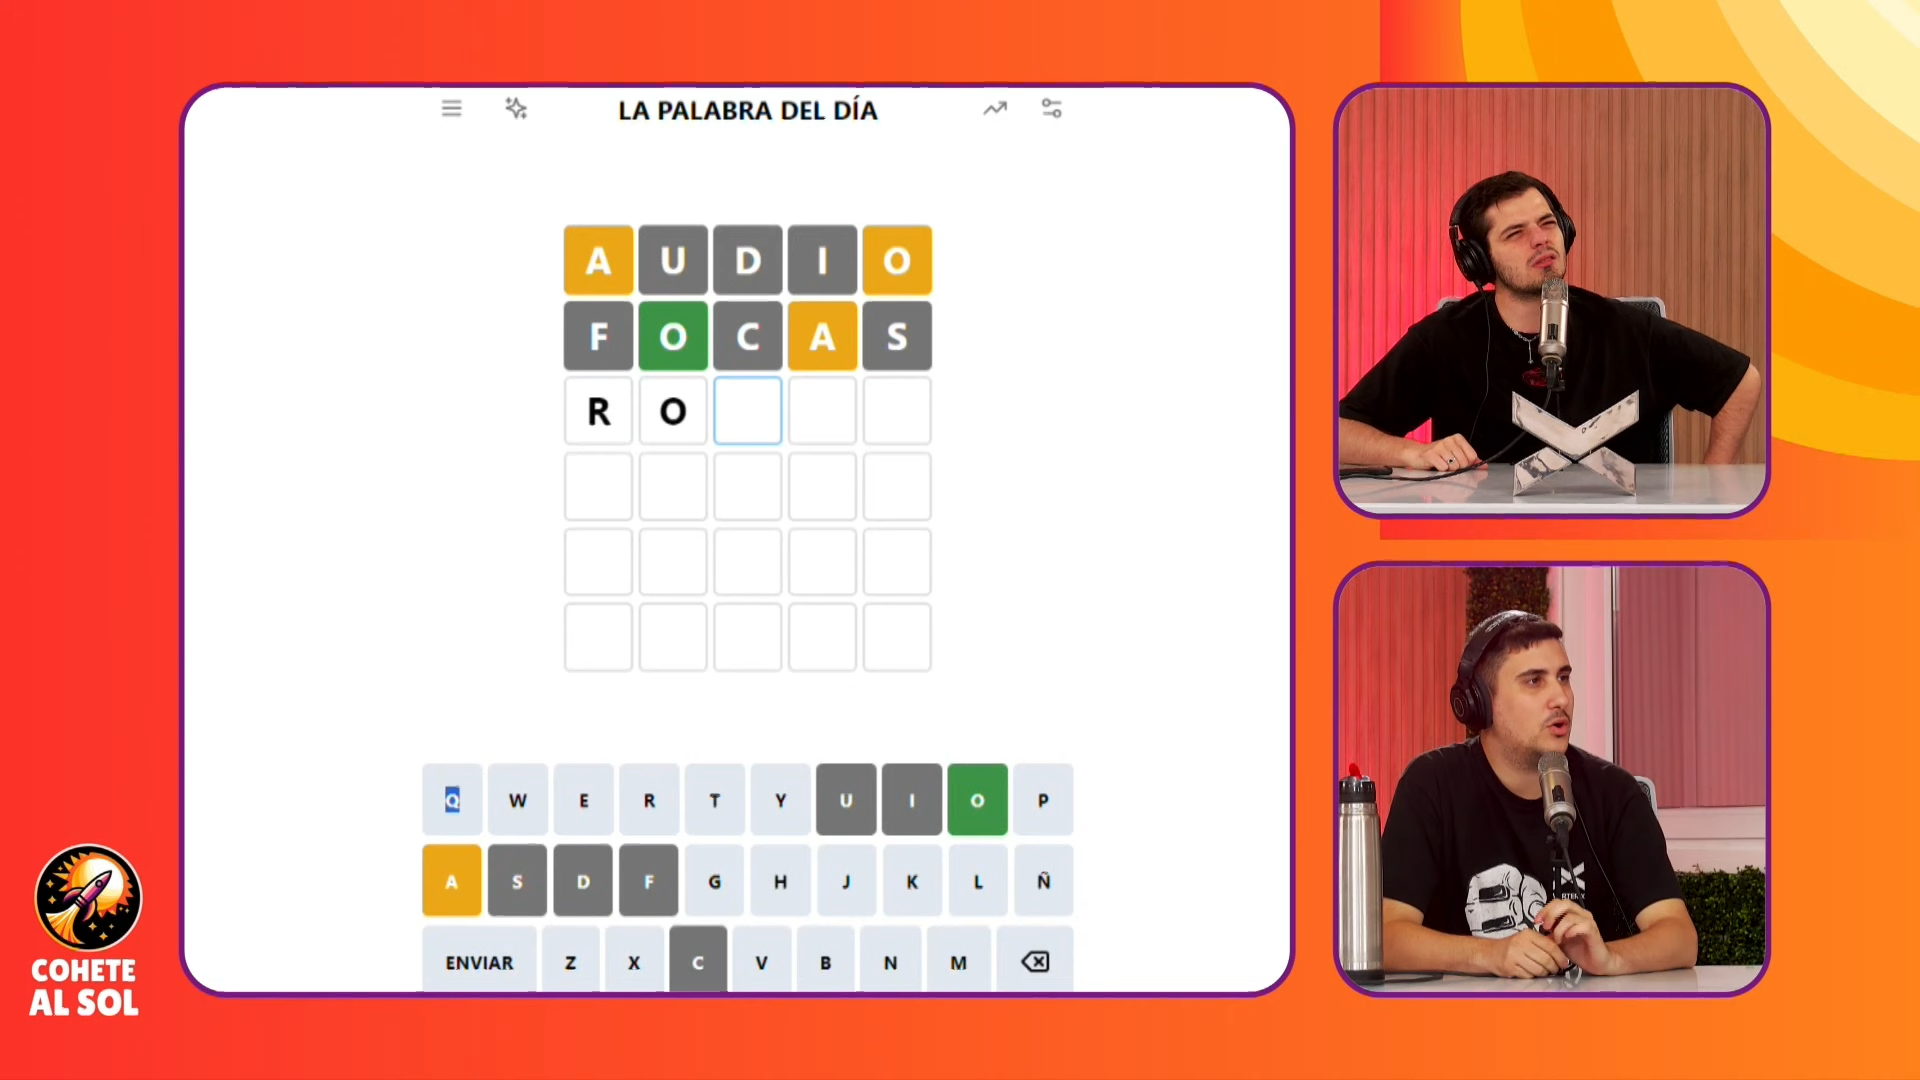 LA PALABRA DEL DÍA
A U D I O
F O C A S
R O
Q W E R T Y U I O P
A S D F G H J K L Ñ
ENVIAR Z X C V B N M
COHETE
AL SOL